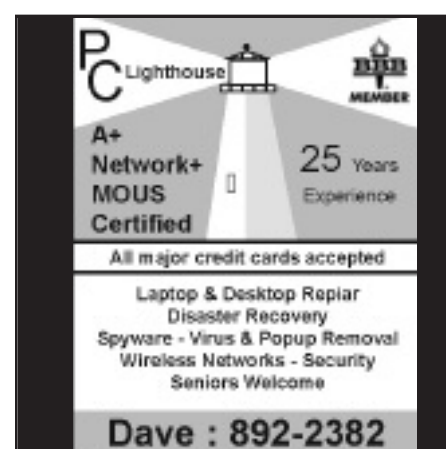 PC Lighthouse
BBB
MEMBER
A+
Network+
MOUS
Certified
25 Years
Experience
All major credit cards accepted
Laptop & Desktop Repiar
Disaster Recovery
Spyware - Virus & Popup Removal
Wireless Networks - Security
Seniors Welcome
Dave : 892-2382